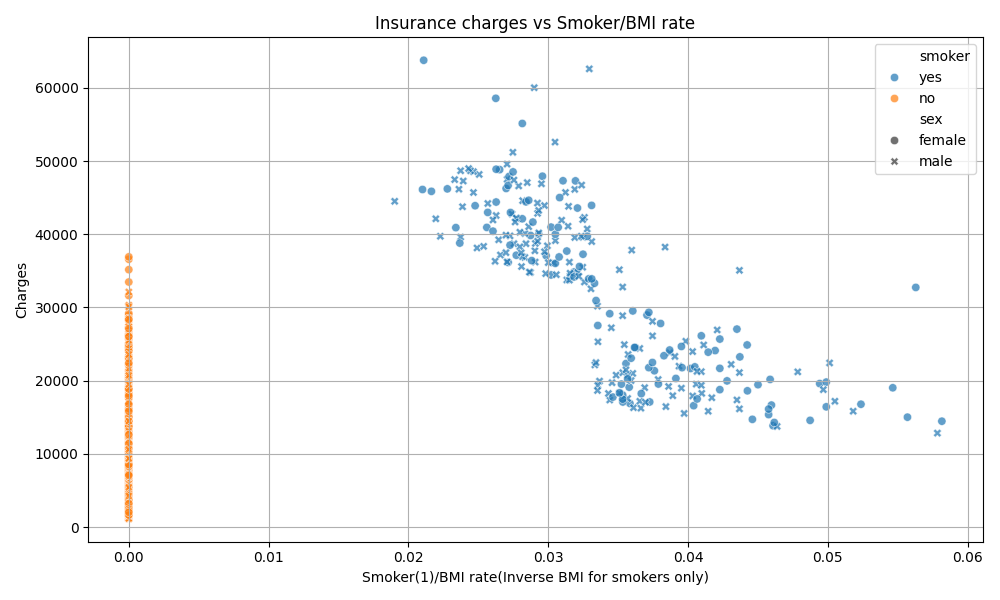 Insurance charges vs Smoker/BMI rate
smoker
yes
no
sex
female
male
Charges
60000
50000
40000
30000
20000
10000
0
0.00 0.01 0.02 0.03 0.04 0.05 0.06
Smoker(1)/BMI rate(Inverse BMI for smokers only)